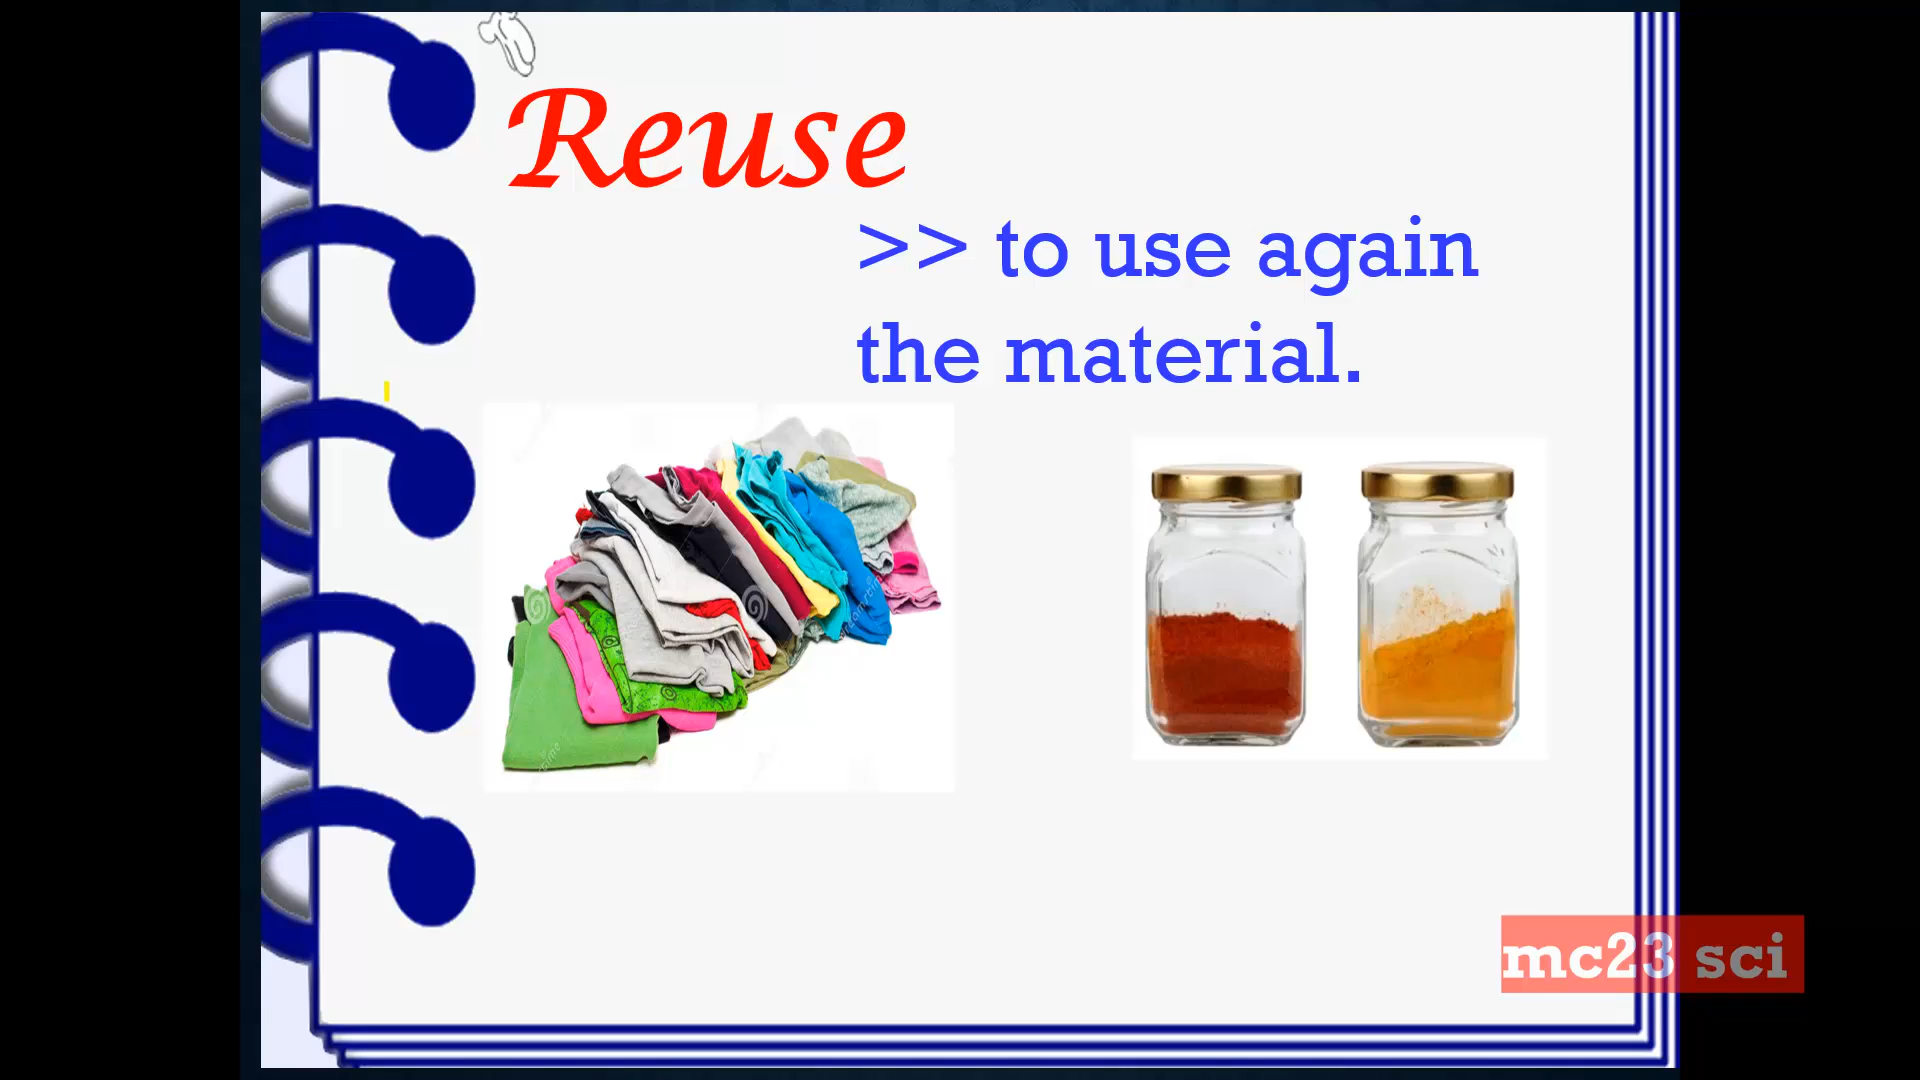 Reuse
>> to use again
the material.
mc23 sci